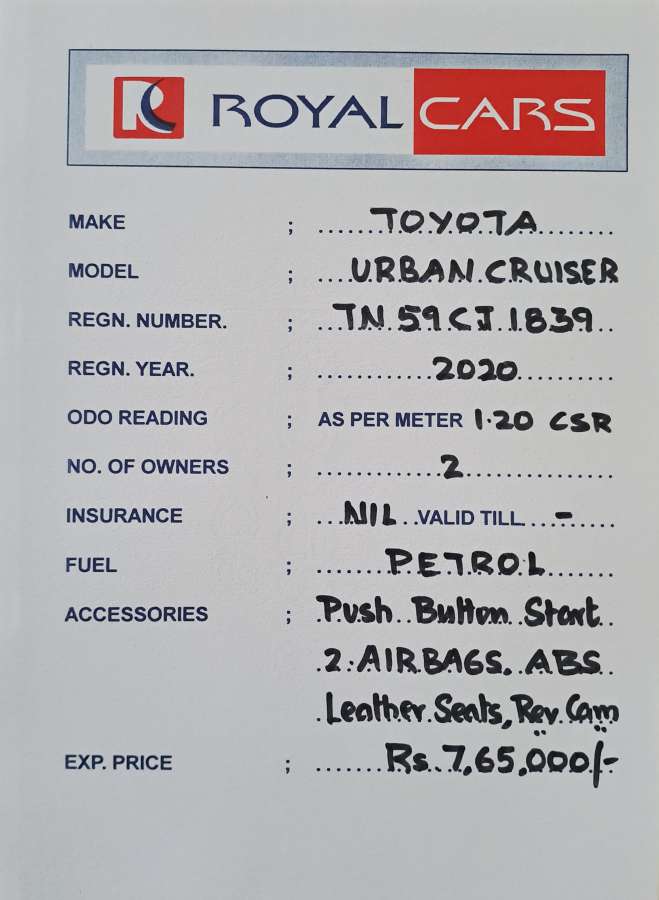 R ROYAL CARS
MAKE ; TOYOTA
MODEL ; URBAN CRUISER
REGN. NUMBER. ; TN 59 CJ 1839
REGN. YEAR. ; 2020
ODO READING ; AS PER METER 1.20 CSR
NO. OF OWNERS ; 2
INSURANCE ; NIL VALID TILL -
FUEL ; PETROL
ACCESSORIES ; Push Button Start
2 AIRBAGS, ABS
Leather Seats, Rev. Cam
EXP. PRICE ; Rs. 7,65,000/-